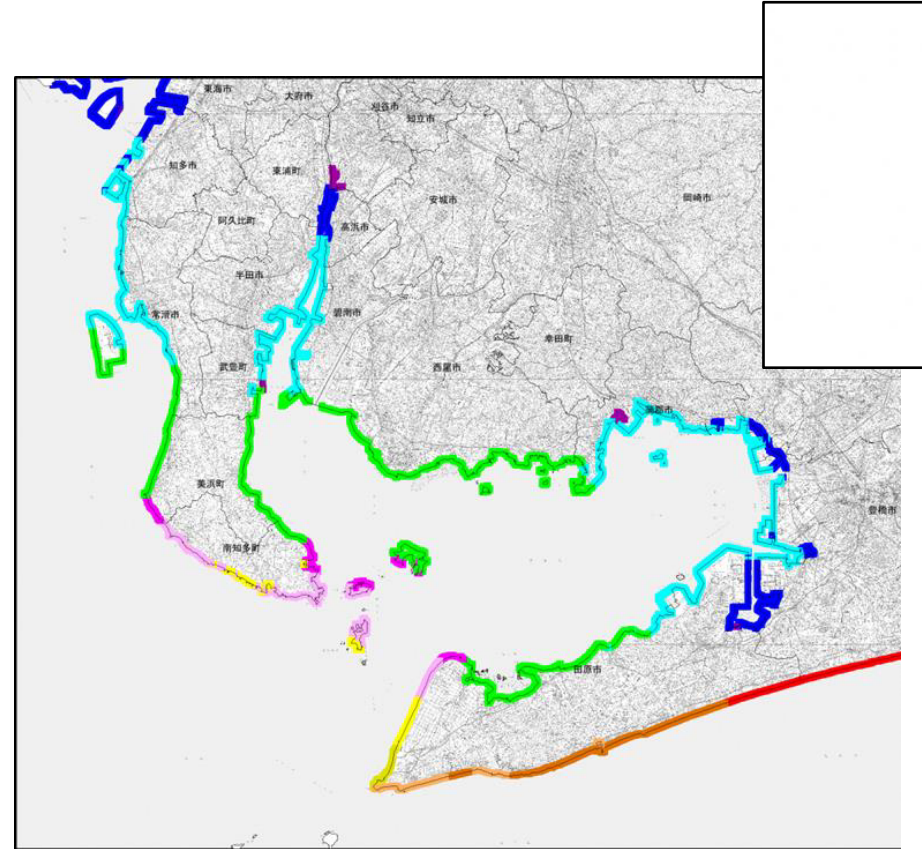 東海市
大府市
刈谷市
知立市
知多市
東浦町
安城市
岡崎市
阿久比町
高浜市
半田市
常滑市
碧南市
武豊町
西尾市
幸田町
蒲郡市
美浜町
豊橋市
南知多町
田原市